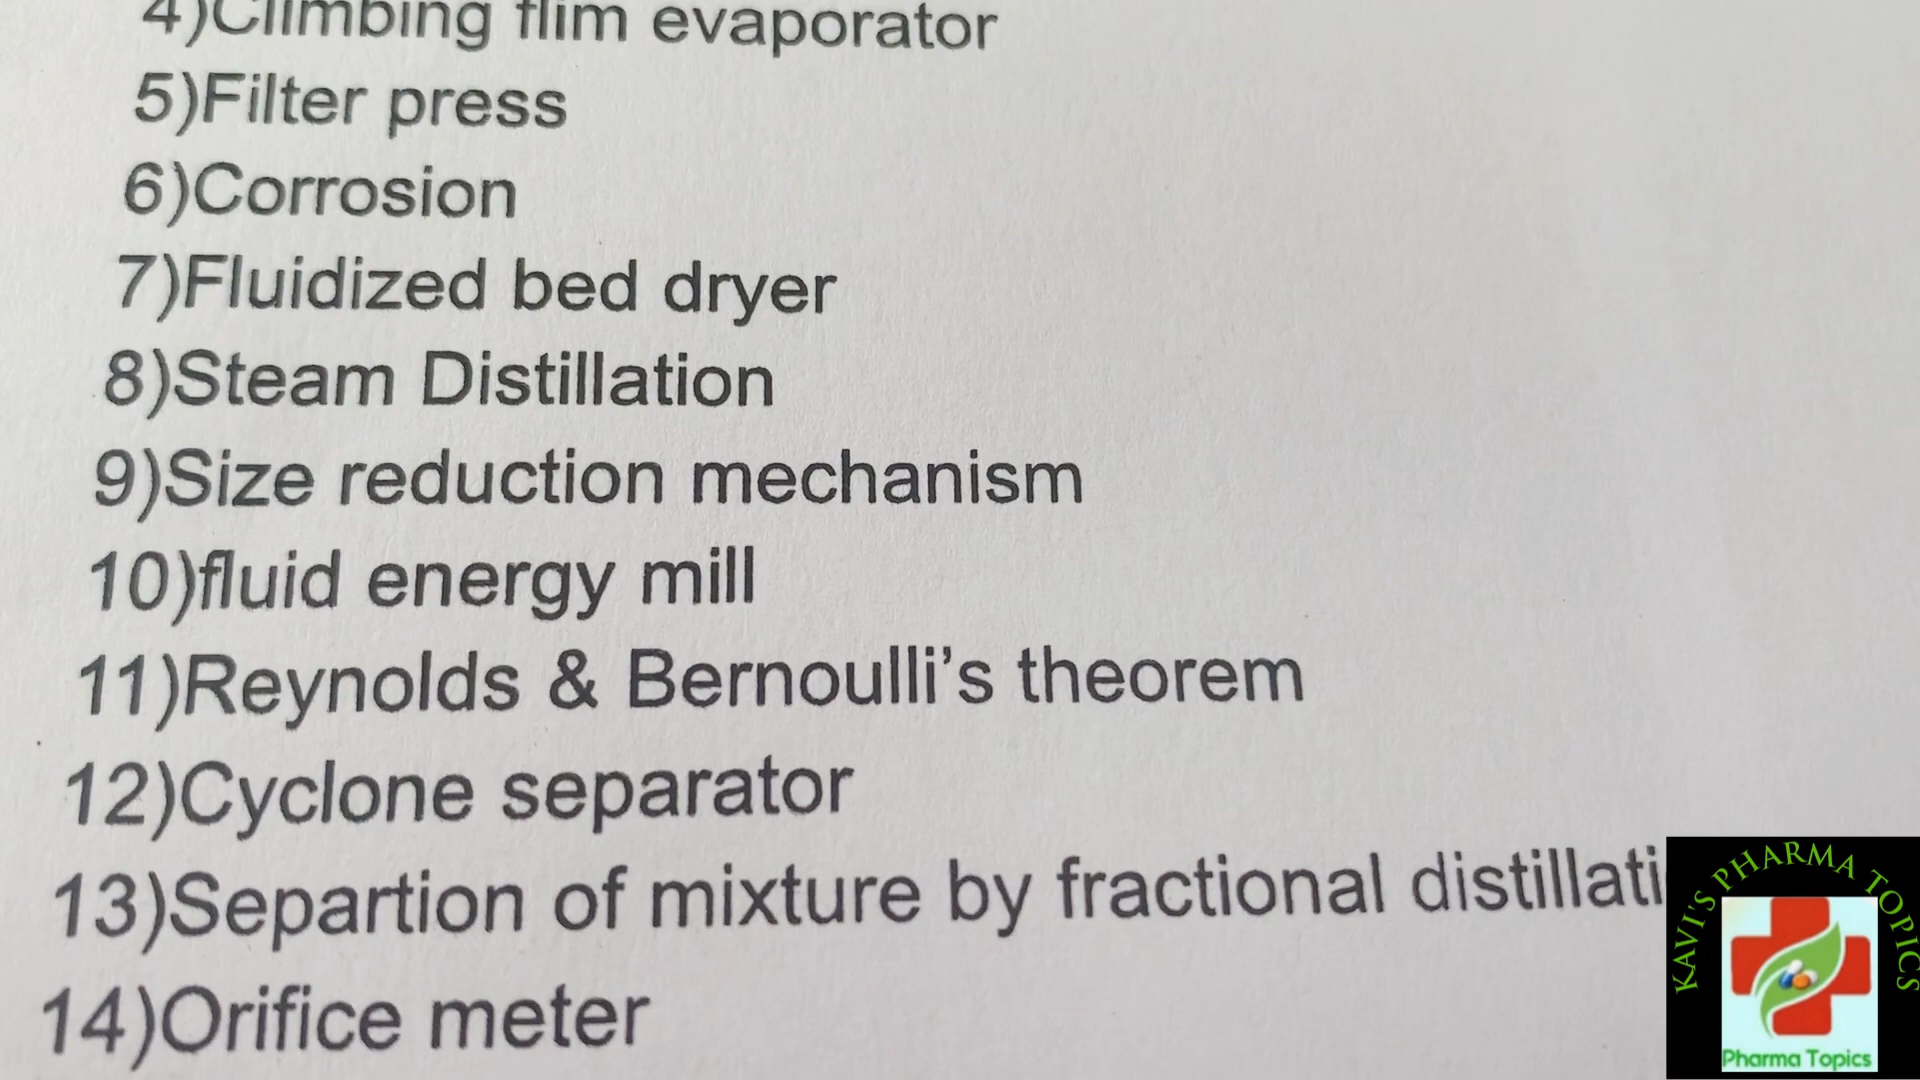 4)Climbing flim evaporator
5)Filter press
6)Corrosion
7)Fluidized bed dryer
8)Steam Distillation
9)Size reduction mechanism
10)fluid energy mill
11)Reynolds & Bernoulli's theorem
12)Cyclone separator
13)Separtion of mixture by fractional distillati
14)Orifice meter
KAVI'S PHARMA TOPICS
Pharma Topics